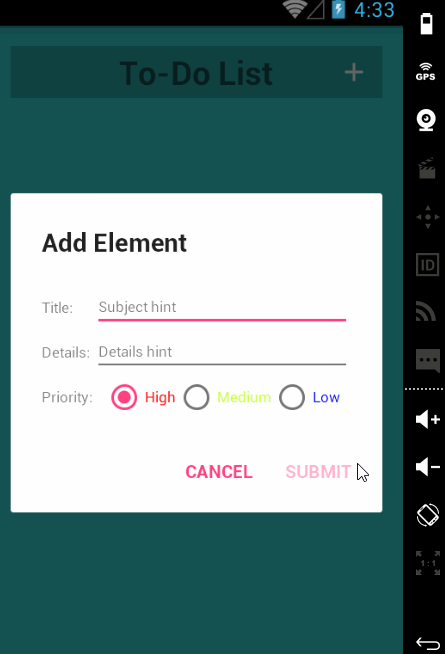 4:33
GPS
To-Do List +
Add Element
ID
Title: Subject hint
Details: Details hint
Priority: High Medium Low
CANCEL SUBMIT
1:1